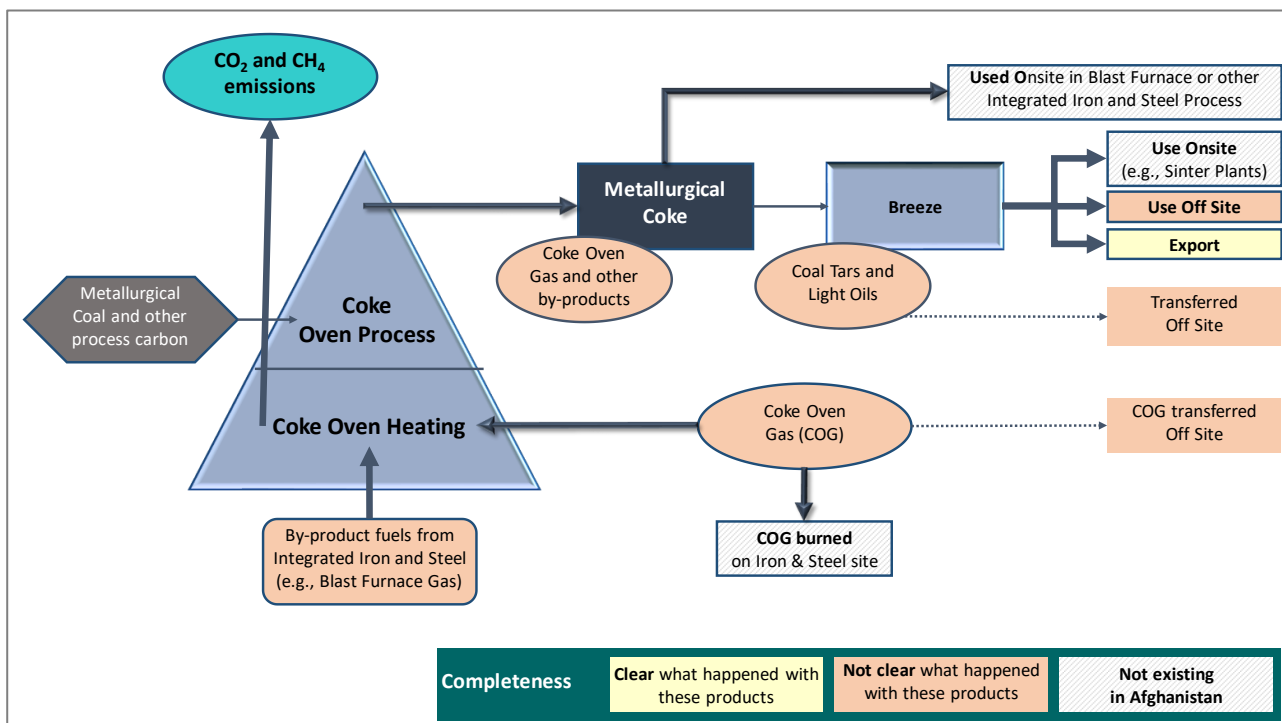 CO2 and CH4
emissions
Used Onsite in Blast Furnace or other
Integrated Iron and Steel Process
Metallurgical
Coke
Breeze
Use Onsite
(e.g., Sinter Plants)
Use Off Site
Export
Coke Oven
Gas and other
by-products
Coal Tars and
Light Oils
Metallurgical
Coal and other
process carbon
Coke
Oven Process
Transferred
Off Site
Coke Oven Heating
Coke Oven
Gas (COG)
COG transferred
Off Site
By-product fuels from
Integrated Iron and Steel
(e.g., Blast Furnace Gas)
COG burned
on Iron & Steel site
Completeness
Clear what happened with
these products
Not clear what happened
with these products
Not existing
in Afghanistan